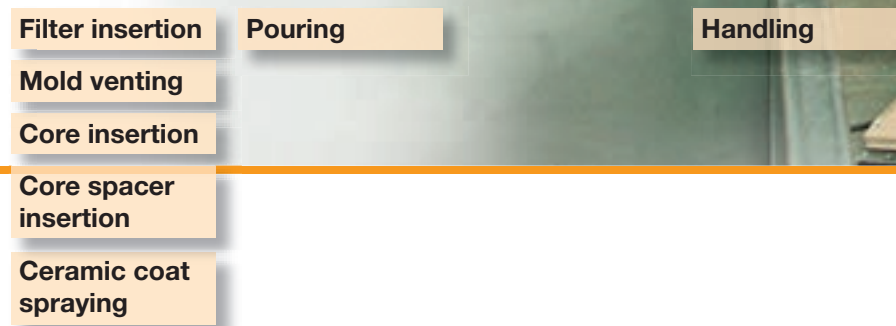 Filter insertion
Mold venting
Core insertion
Core spacer
insertion
Ceramic coat
spraying
Pouring
Handling